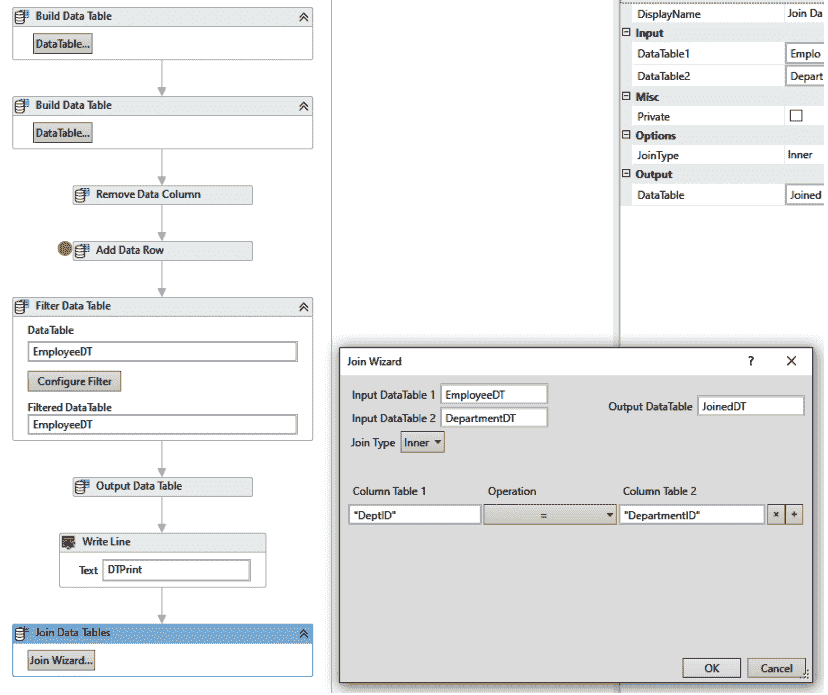 Build Data Table
DataTable...
Build Data Table
DataTable...
Remove Data Column
Add Data Row
Filter Data Table
DataTable
EmployeeDT
Configure Filter
Filtered DataTable
EmployeeDT
Output Data Table
Write Line
Text DTPrint
Join Data Tables
Join Wizard...
DisplayName Join Da
Input
DataTable1 Emplo
DataTable2 Depart
Misc
Private
Options
JoinType Inner
Output
DataTable Joined
Join Wizard ?
Input DataTable 1 EmployeeDT
Input DataTable 2 DepartmentDT
Output DataTable JoinedDT
Join Type Inner
Column Table 1 Operation Column Table 2
"DeptID" = "DepartmentID" × +
OK Cancel